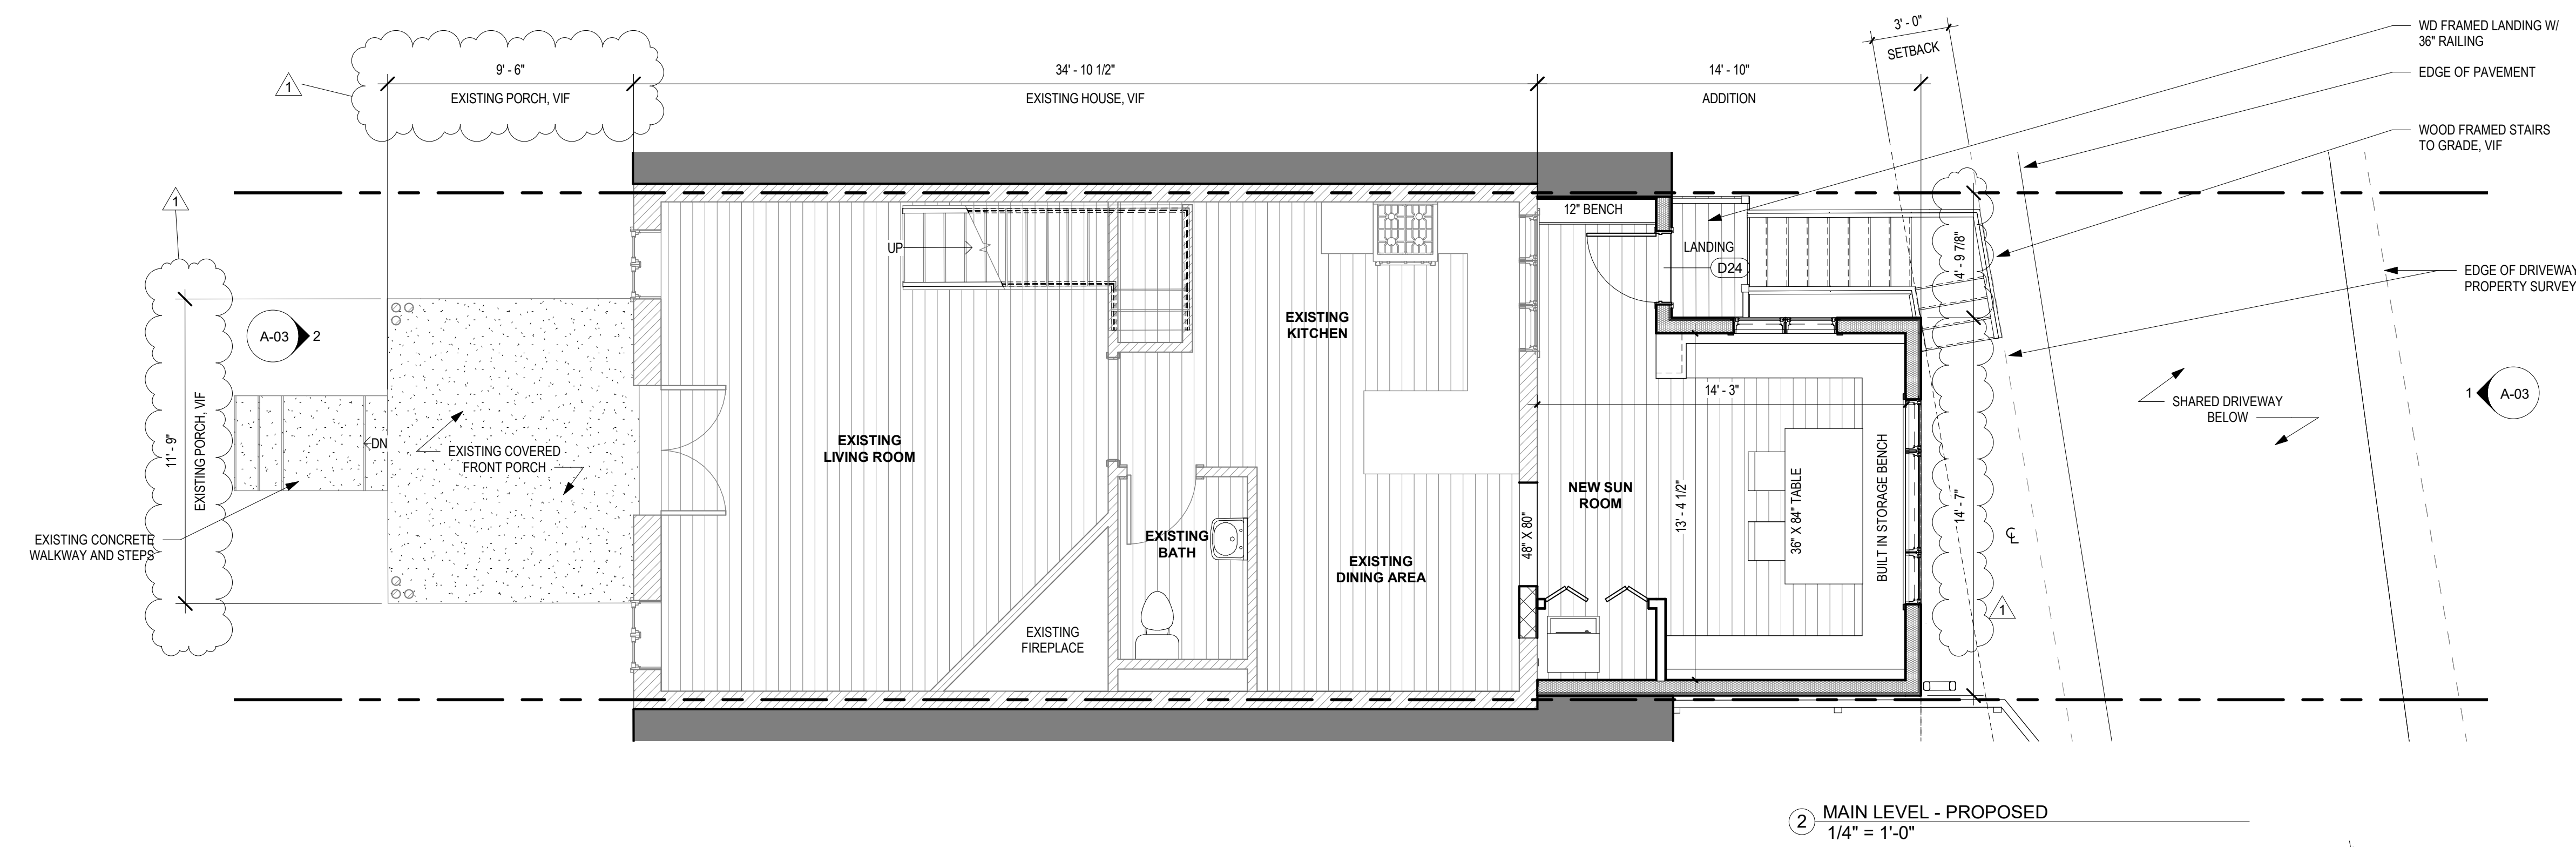 3' - 0"
SETBACK
WD FRAMED LANDING W/
36" RAILING
EDGE OF PAVEMENT
WOOD FRAMED STAIRS
TO GRADE, VIF
EDGE OF DRIVEWAY
PROPERTY SURVEY
1
9' - 6"
EXISTING PORCH, VIF
34' - 10 1/2"
EXISTING HOUSE, VIF
14' - 10"
ADDITION
1
A-03
2
11' - 9"
EXISTING PORCH, VIF
DN
EXISTING COVERED
FRONT PORCH
EXISTING CONCRETE
WALKWAY AND STEPS
UP
EXISTING
LIVING ROOM
EXISTING
FIREPLACE
EXISTING
BATH
EXISTING
KITCHEN
EXISTING
DINING AREA
48" X 80"
12" BENCH
LANDING
D24
14' - 3"
NEW SUN
ROOM
13' - 4 1/2"
36" X 84" TABLE
BUILT IN STORAGE BENCH
4' - 9 7/8"
14' - 7"
CL
1
SHARED DRIVEWAY
BELOW
1
A-03
2
MAIN LEVEL - PROPOSED
1/4" = 1'-0"